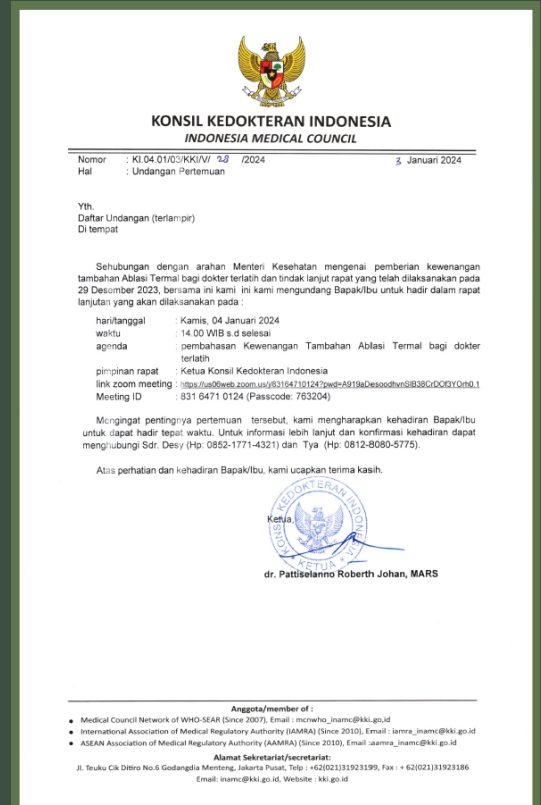 KONSIL KEDOKTERAN INDONESIA
INDONESIA MEDICAL COUNCIL
Nomor : KI.04.01/03/KKI/V/ 28 /2024 3 Januari 2024
Hal : Undangan Pertemuan
Yth.
Daftar Undangan (terlampir)
Di tempat
Sehubungan dengan arahan Menteri Kesehatan mengenai pemberian kewenangan
tambahan Ablasi Termal bagi dokter terlatih dan tindak lanjut rapat yang telah dilaksanakan pada
29 Desember 2023, bersama ini kami ini kami mengundang Bapak/Ibu untuk hadir dalam rapat
lanjutan yang akan dilaksanakan pada :
hari/tanggal : Kamis, 04 Januari 2024
waktu : 14.00 WIB s.d selesai
agenda : pembahasan Kewenangan Tambahan Ablasi Termal bagi dokter
terlatih
pimpinan rapat : Ketua Konsil Kedokteran Indonesia
link zoom meeting : https://us06web.zoom.us/j/83164710124?pwd=A919aDesoodhvnSlB38CrDOf3YOrh0.1
Meeting ID : 831 6471 0124 (Passcode: 763204)
Mengingat pentingnya pertemuan tersebut, kami mengharapkan kehadiran Bapak/Ibu
untuk dapat hadir tepat waktu. Untuk informasi lebih lanjut dan konfirmasi kehadiran dapat
menghubungi Sdr. Desy (Hp: 0852-1771-4321) dan Tya (Hp: 0812-8080-5775).
Atas perhatian dan kehadiran Bapak/Ibu, kami ucapkan terima kasih.
Ketua,
KONSIL KEDOKTERAN INDONESIA
KETUA
dr. Pattiselanno Roberth Johan, MARS
Anggota/member of :
Medical Council Network of WHO-SEAR (Since 2007), Email : mcnwho_inamc@kki.go,id
International Association of Medical Regulatory Authority (IAMRA) (Since 2010), Email : iamra_inamc@kki.go.id
ASEAN Association of Medical Regulatory Authority (AAMRA) (Since 2010), Email :aamra_inamc@kki.go.id
Alamat Sekretariat/secretariat:
Jl. Teuku Cik Ditiro No.6 Godangdia Menteng, Jakarta Pusat, Telp : +62(021)31923199, Fax : + 62(021)31923186
Email: inamc@kki.go.id, Website : kki.go.id